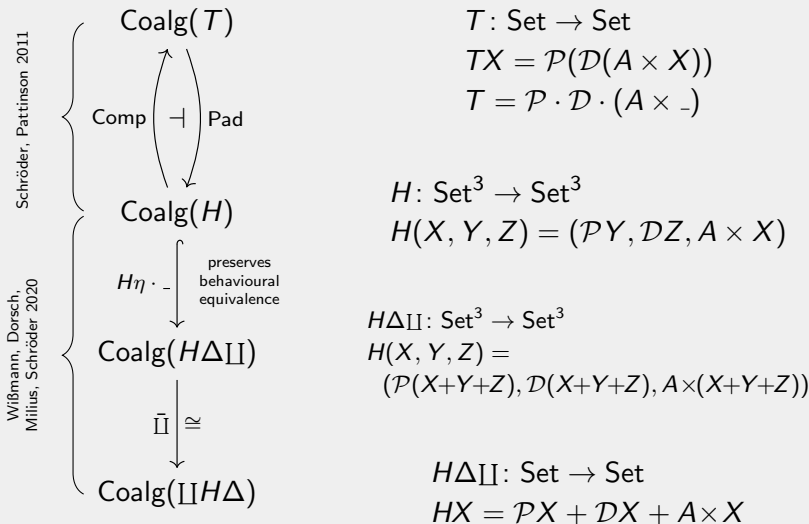 Coalg(T)
Schröder, Pattinson 2011
Comp ⊣ Pad
Coalg(H)
Hη · _
preserves
behavioural
equivalence
Wißmann, Dorsch,
Milius, Schröder 2020
Coalg(HΔ∐)
∐̄ ≅
Coalg(∐HΔ)
T: Set → Set
TX = 𝒫(𝒟(A × X))
T = 𝒫 · 𝒟 · (A × _)
H: Set³ → Set³
H(X, Y, Z) = (𝒫Y, 𝒟Z, A × X)
HΔ∐: Set³ → Set³
H(X, Y, Z) =
(𝒫(X+Y+Z), 𝒟(X+Y+Z), A×(X+Y+Z))
HΔ∐: Set → Set
HX = 𝒫X + 𝒟X + A×X